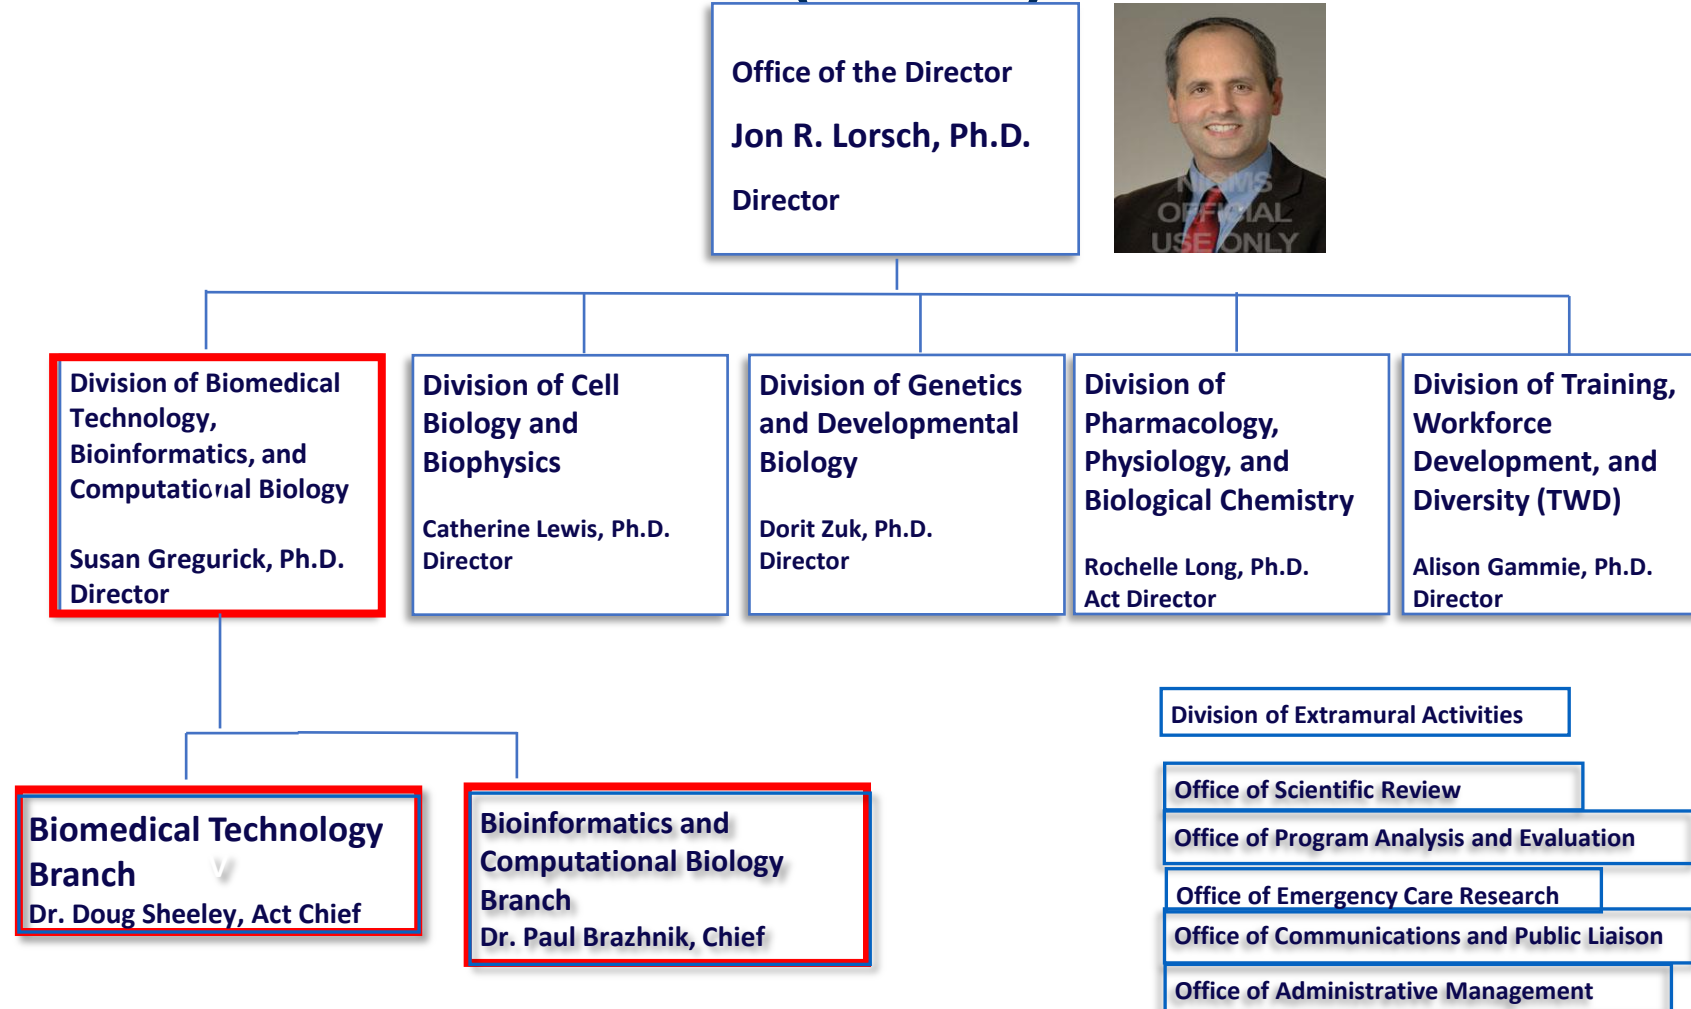 Office of the Director
Jon R. Lorsch, Ph.D.
Director
NIGMS
OFFICIAL
USE ONLY
Division of Biomedical
Technology,
Bioinformatics, and
Computational Biology
Susan Gregurick, Ph.D.
Director
Division of Cell
Biology and
Biophysics
Catherine Lewis, Ph.D.
Director
Division of Genetics
and Developmental
Biology
Dorit Zuk, Ph.D.
Director
Division of
Pharmacology,
Physiology, and
Biological Chemistry
Rochelle Long, Ph.D.
Act Director
Division of Training,
Workforce
Development, and
Diversity (TWD)
Alison Gammie, Ph.D.
Director
Biomedical Technology
Branch
Dr. Doug Sheeley, Act Chief
Bioinformatics and
Computational Biology
Branch
Dr. Paul Brazhnik, Chief
Division of Extramural Activities
Office of Scientific Review
Office of Program Analysis and Evaluation
Office of Emergency Care Research
Office of Communications and Public Liaison
Office of Administrative Management